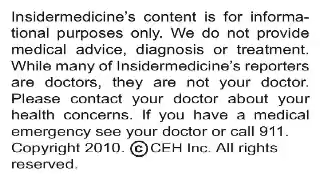 Insidermedicine's content is for informa-
tional purposes only. We do not provide
medical advice, diagnosis or treatment.
While many of Insidermedicine's reporters
are doctors, they are not your doctor.
Please contact your doctor about your
health concerns. If you have a medical
emergency see your doctor or call 911.
Copyright 2010. ©CEH Inc. All rights
reserved.